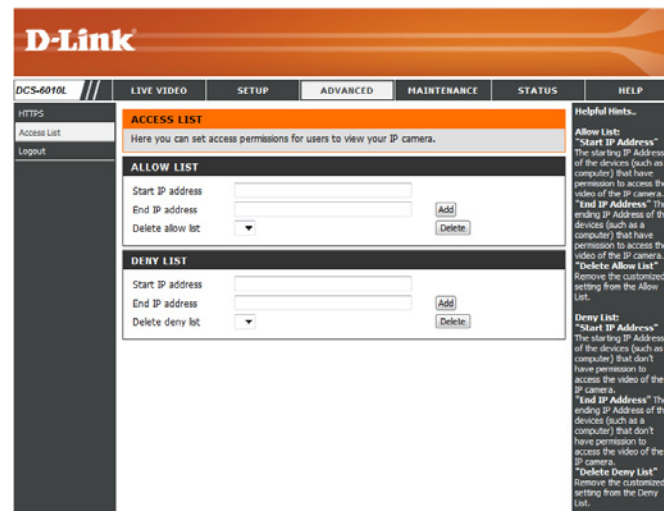 D-Link
DCS-6010L
LIVE VIDEO SETUP ADVANCED MAINTENANCE STATUS HELP
HTTPS
Access List
Logout
ACCESS LIST
Here you can set access permissions for users to view your IP camera.
ALLOW LIST
Start IP address
End IP address Add
Delete allow list Delete
DENY LIST
Start IP address
End IP address Add
Delete deny list Delete
Helpful Hints..
Allow List:
"Start IP Address"
The starting IP Address
of the devices (such as
computer) that have
permission to access the
video of the IP camera.
"End IP Address" The
ending IP Address of the
devices (such as a
computer) that have
permission to access the
video of the IP camera.
"Delete Allow List"
Remove the customized
setting from the Allow
List.
Deny List:
"Start IP Address"
The starting IP Address
of the devices (such as
computer) that don't
have permission to
access the video of the
IP camera.
"End IP Address" The
ending IP Address of the
devices (such as a
computer) that don't
have permission to
access the video of the
IP camera.
"Delete Deny List"
Remove the customized
setting from the Deny
List.